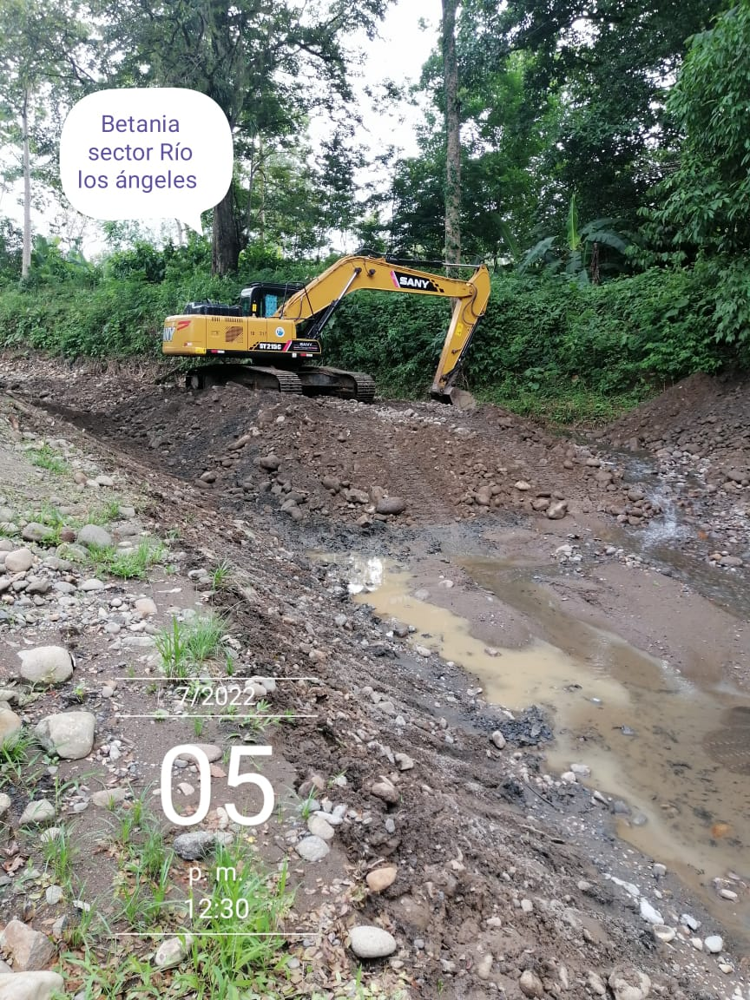 Betania
sector Río
los ángeles
SANY
SY215C
SANY
7/2022
05
p. m.
12:30